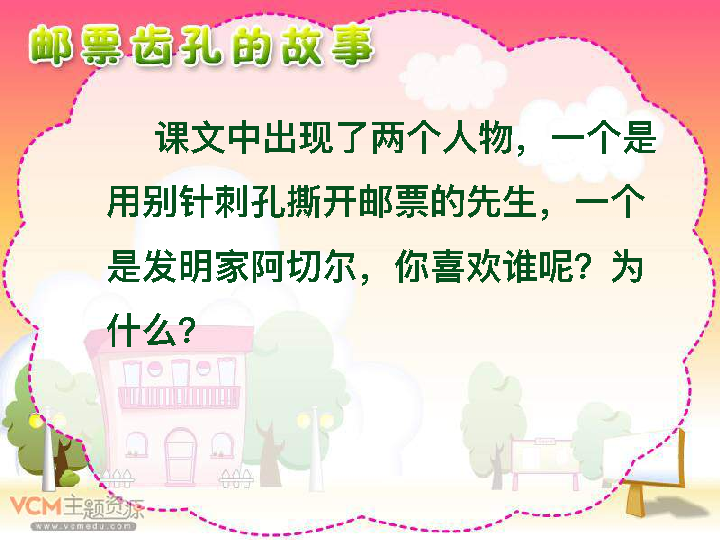 邮票齿孔的故事
课文中出现了两个人物，一个是
用别针刺孔撕开邮票的先生，一个
是发明家阿切尔，你喜欢谁呢？为
什么？
VCM主题资源
www.vcmedu.com